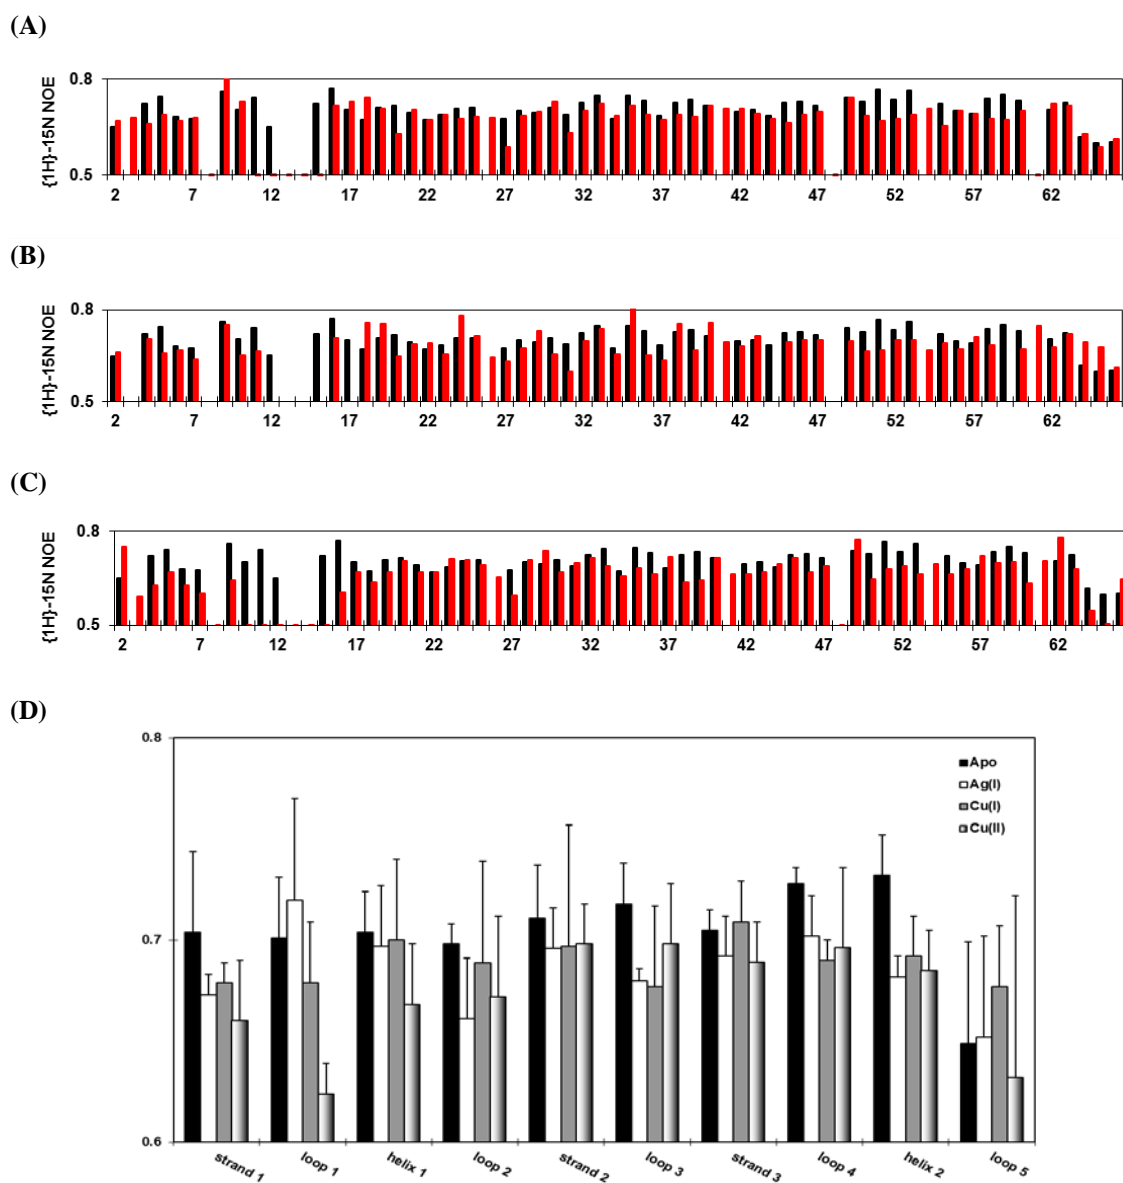 (A)
{1H}-15N NOE
0.8
0.5
2 7 12 17 22 27 32 37 42 47 52 57 62
(B)
{1H}-15N NOE
0.8
0.5
2 7 12 17 22 27 32 37 42 47 52 57 62
(C)
{1H}-15N NOE
0.8
0.5
2 7 12 17 22 27 32 37 42 47 52 57 62
(D)
0.8
0.7
0.6
Apo
Ag(I)
Cu(I)
Cu(II)
strand 1 loop 1 helix 1 loop 2 strand 2 loop 3 strand 3 loop 4 helix 2 loop 5